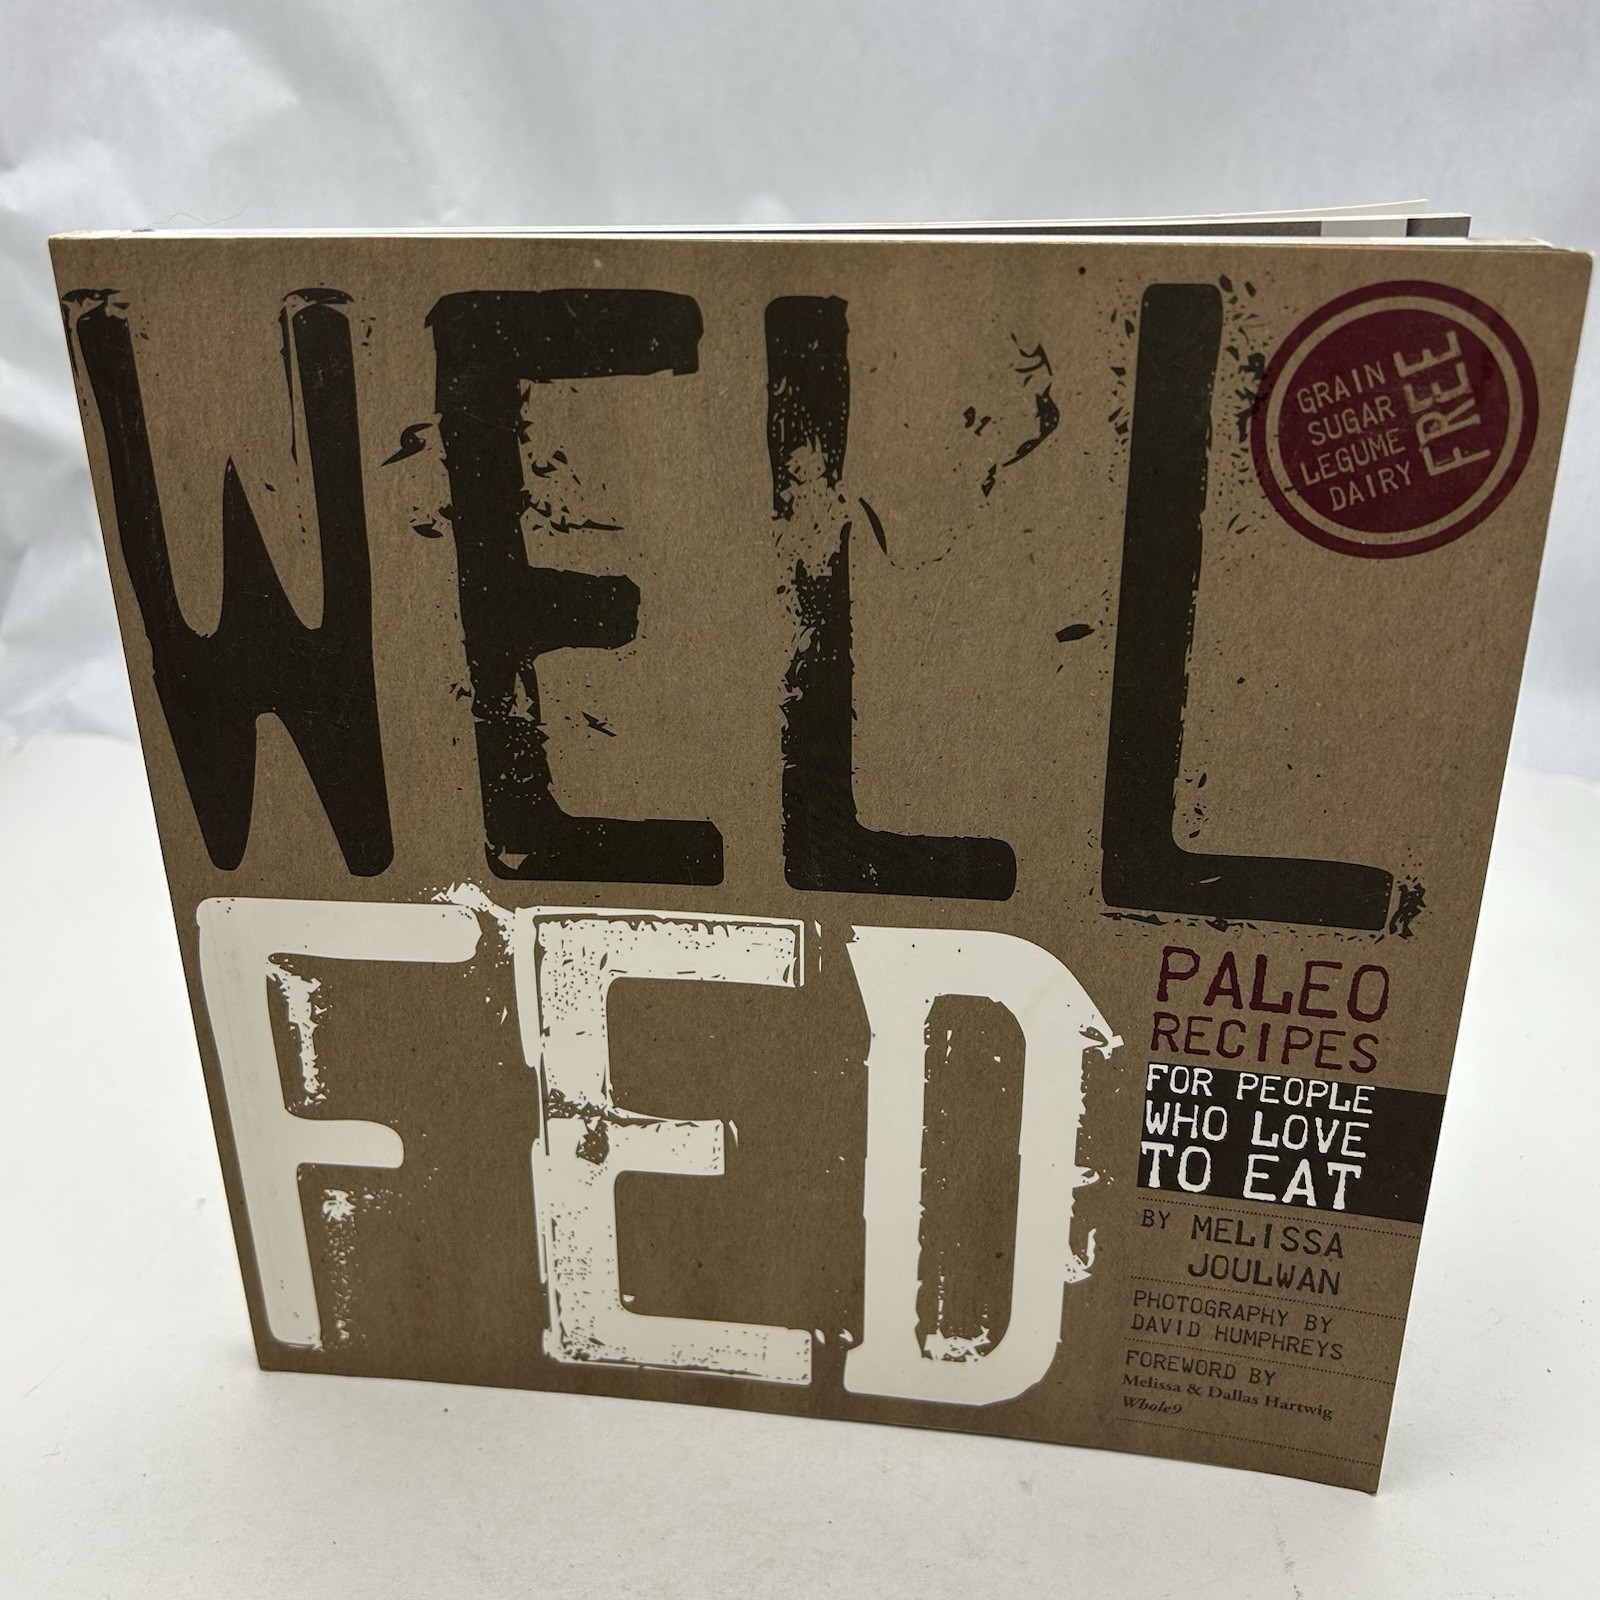 WELL
GRAIN
SUGAR
LEGUME
DAIRY
FREE
FED
PALEO
RECIPES
FOR PEOPLE
WHO LOVE
TO EAT
BY MELISSA
JOULWAN
PHOTOGRAPHY BY
DAVID HUMPHREYS
FOREWORD BY
Melissa & Dallas Hartwig
Whole9